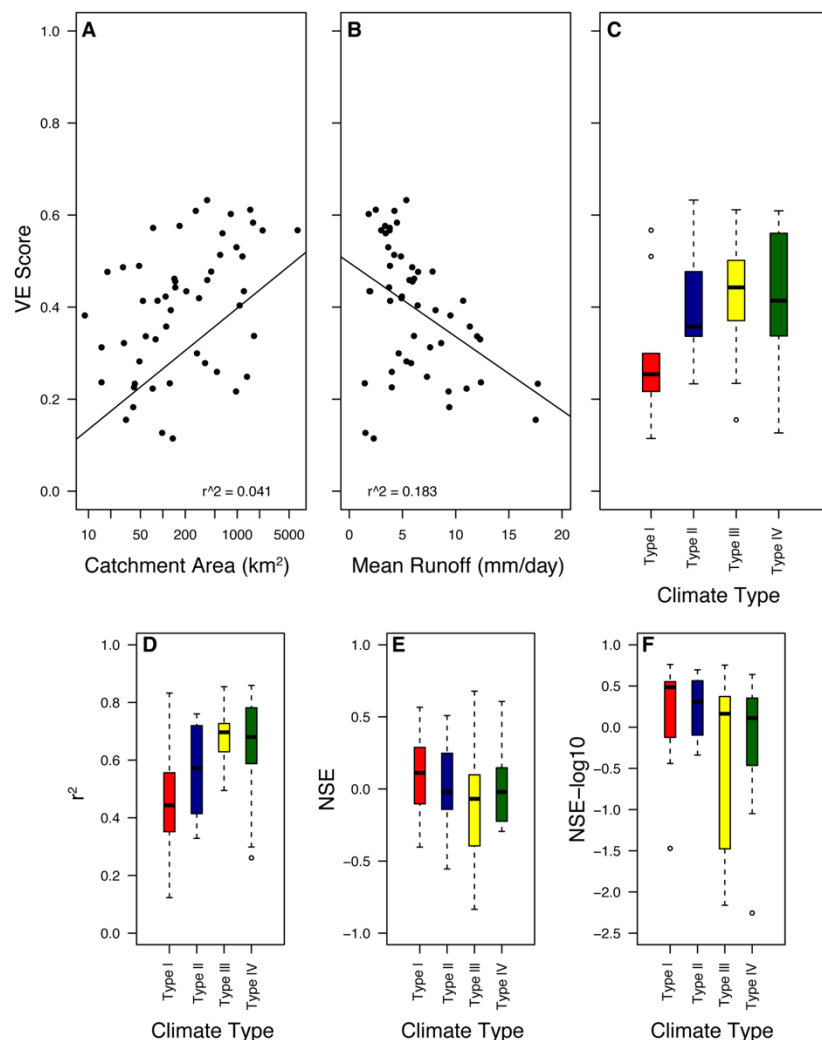 A
B
C
VE Score
1.0
0.8
0.6
0.4
0.2
0.0
r^2 = 0.041
r^2 = 0.183
10 50 200 1000 5000
0 5 10 15 20
Type I
Type II
Type III
Type IV
Catchment Area (km²)
Mean Runoff (mm/day)
Climate Type
D
r²
1.0
0.8
0.6
0.4
0.2
0.0
Type I
Type II
Type III
Type IV
Climate Type
E
NSE
1.0
0.5
0.0
−0.5
−1.0
Type I
Type II
Type III
Type IV
Climate Type
F
NSE−log10
1.0
0.5
0.0
−0.5
−1.0
−1.5
−2.0
−2.5
Type I
Type II
Type III
Type IV
Climate Type